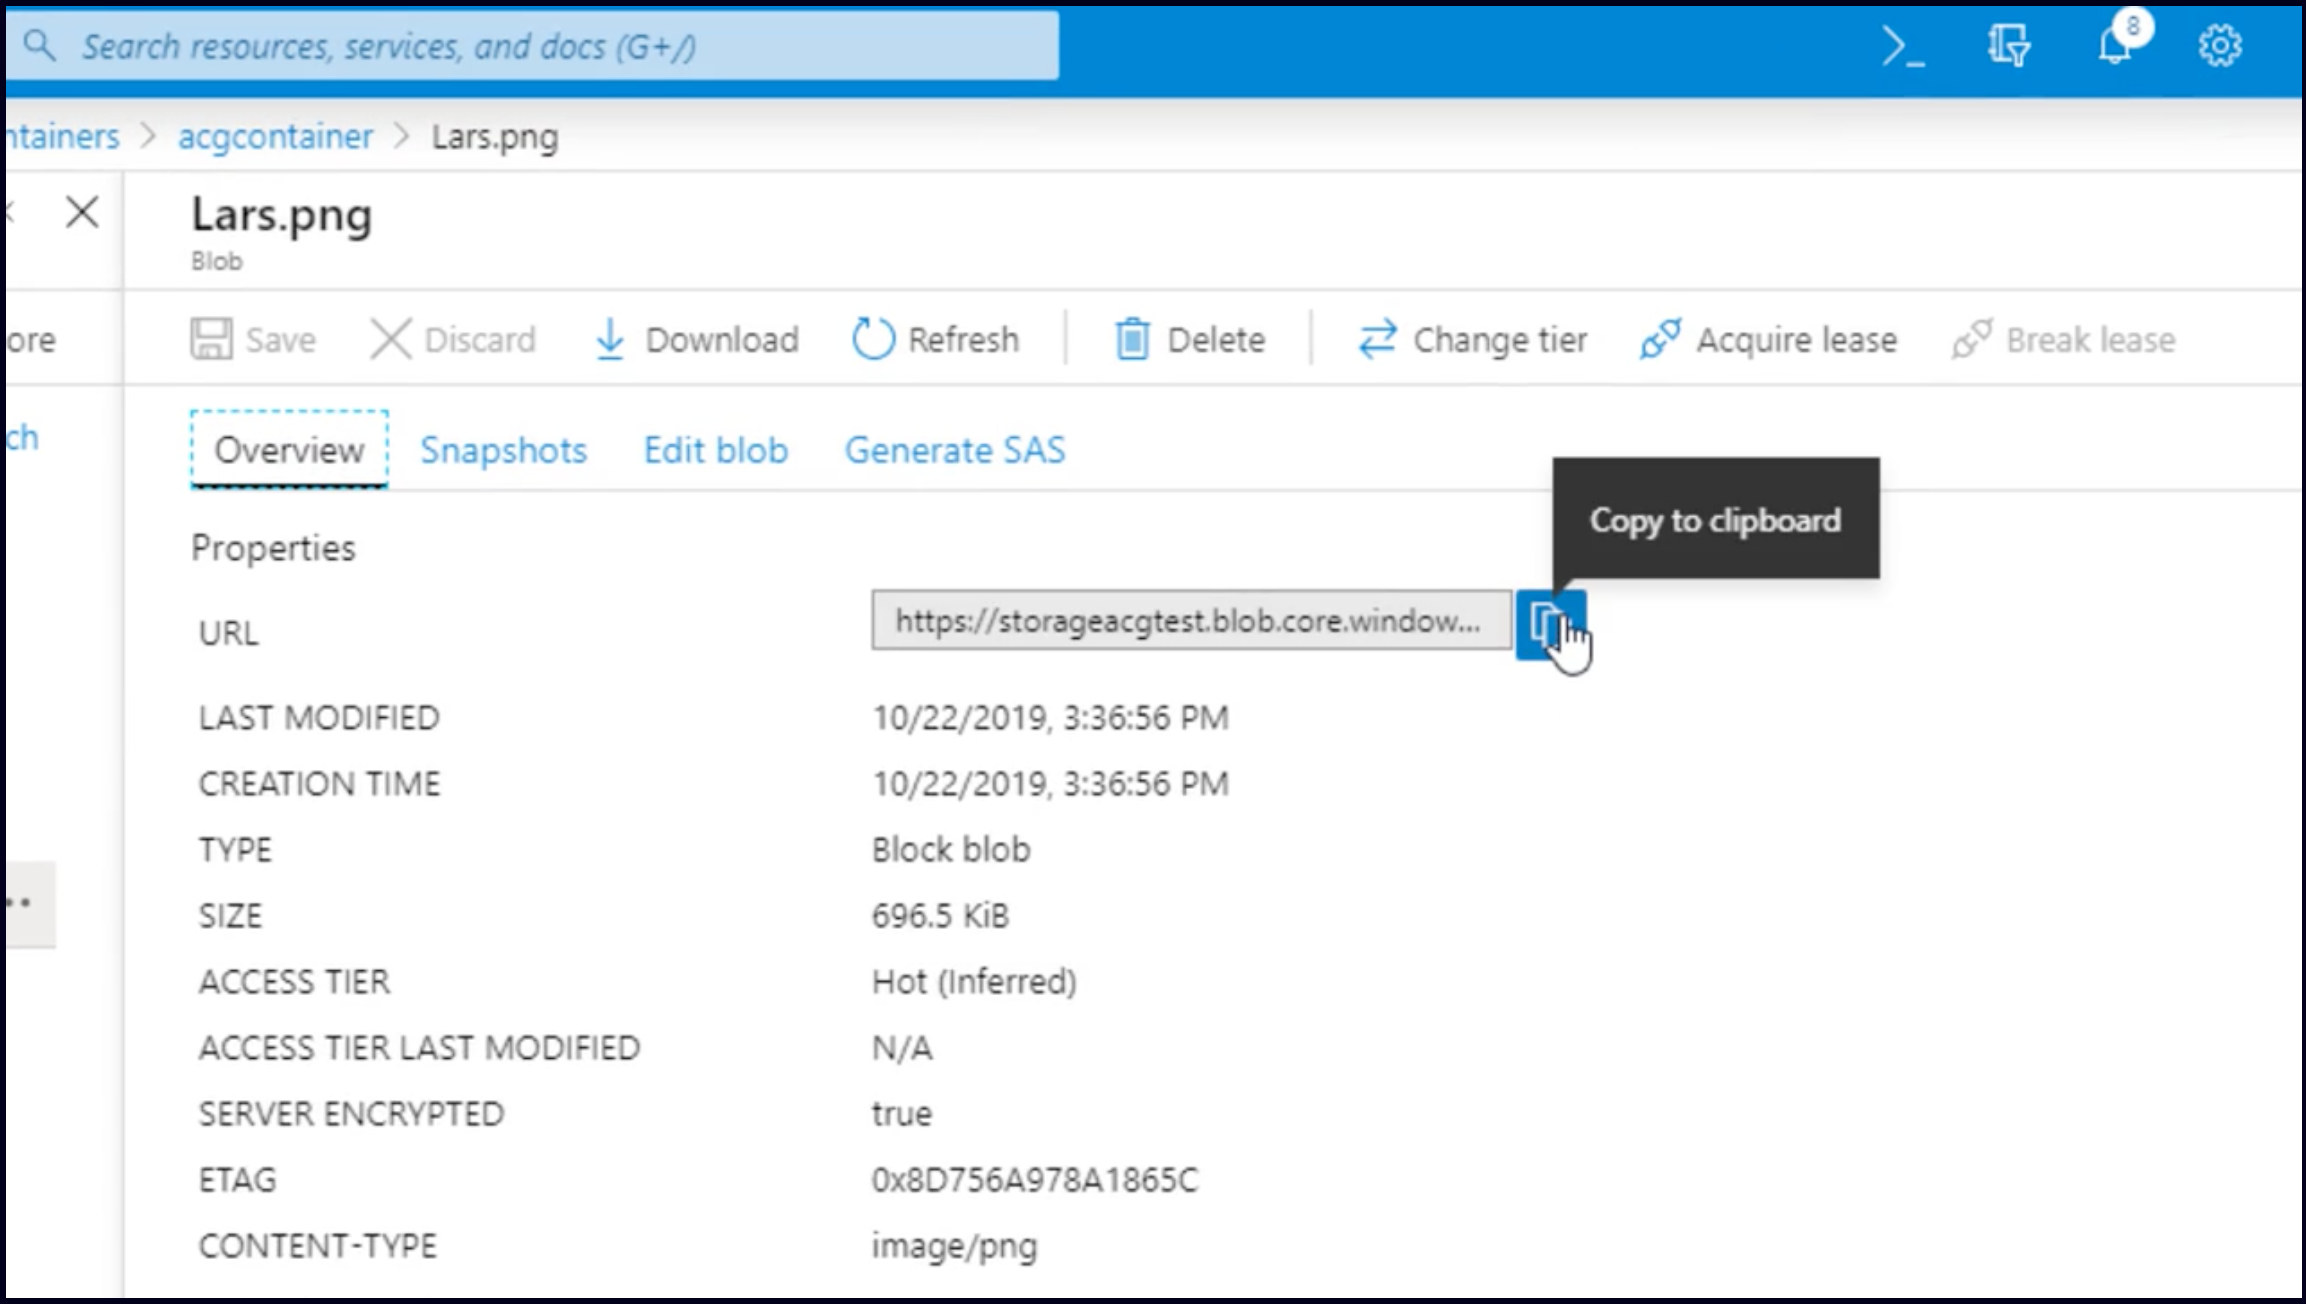 Search resources, services, and docs (G+/)
8
ntainers > acgcontainer > Lars.png
Lars.png
Blob
ore
Save Discard Download Refresh Delete Change tier Acquire lease Break lease
ch
Overview Snapshots Edit blob Generate SAS
Copy to clipboard
Properties
URL https://storageacgtest.blob.core.window...
LAST MODIFIED 10/22/2019, 3:36:56 PM
CREATION TIME 10/22/2019, 3:36:56 PM
TYPE Block blob
SIZE 696.5 KiB
ACCESS TIER Hot (Inferred)
ACCESS TIER LAST MODIFIED N/A
SERVER ENCRYPTED true
ETAG 0x8D756A978A1865C
CONTENT-TYPE image/png